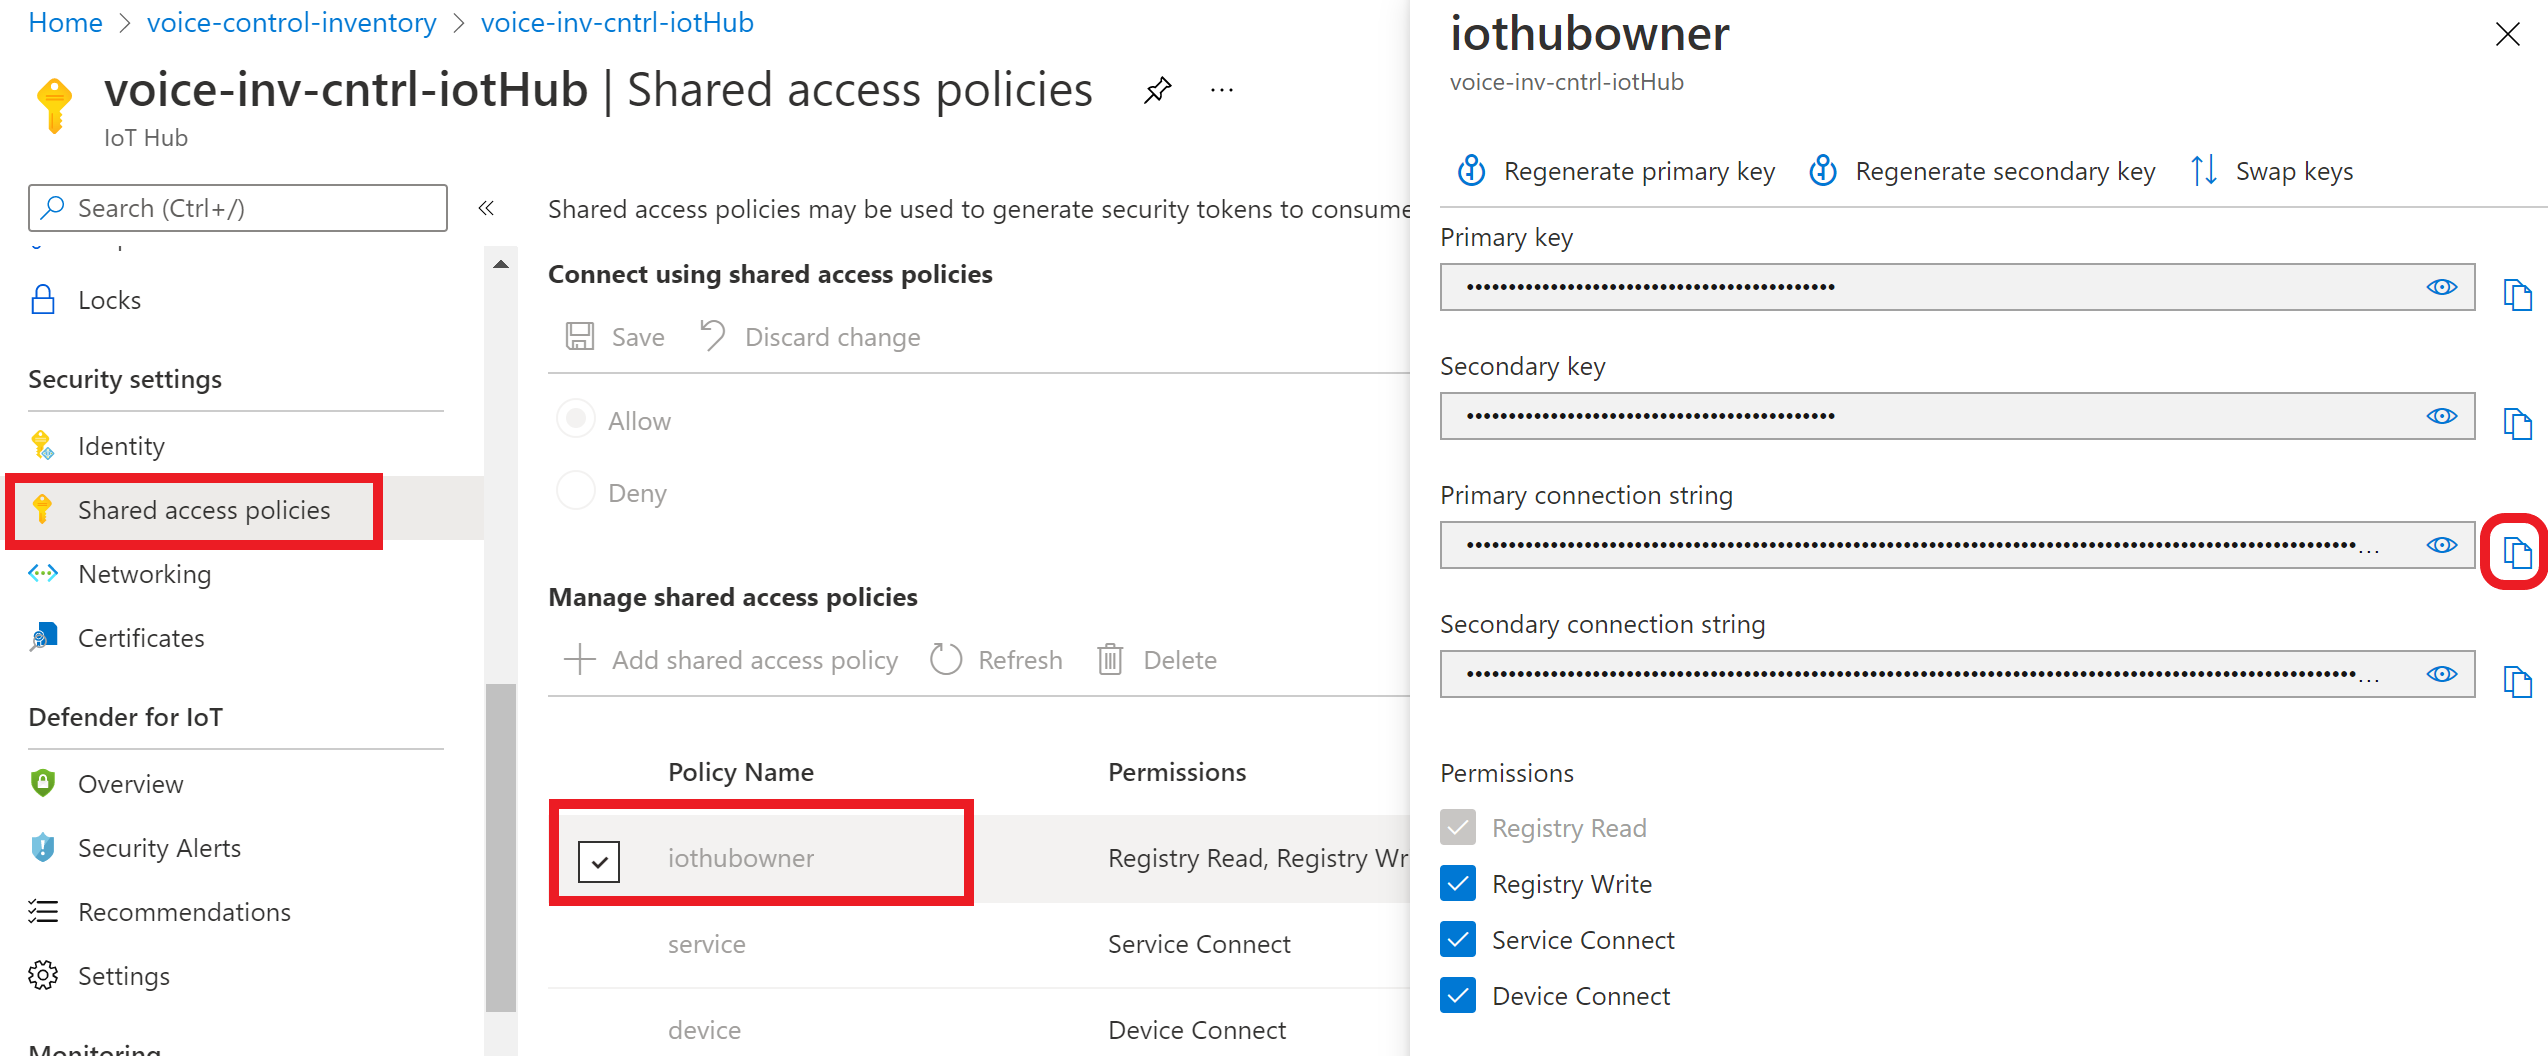 Home > voice-control-inventory > voice-inv-cntrl-iotHub
voice-inv-cntrl-iotHub | Shared access policies
IoT Hub
Search (Ctrl+/)
Locks
Security settings
Identity
Shared access policies
Networking
Certificates
Defender for IoT
Overview
Security Alerts
Recommendations
Settings
Monitoring
Shared access policies may be used to generate security tokens to consume
Connect using shared access policies
Save Discard change
Allow
Deny
Manage shared access policies
Add shared access policy Refresh Delete
Policy Name Permissions
iothubowner Registry Read, Registry Wr
service Service Connect
device Device Connect
iothubowner
voice-inv-cntrl-iotHub
Regenerate primary key Regenerate secondary key Swap keys
Primary key
Secondary key
Primary connection string
Secondary connection string
Permissions
Registry Read
Registry Write
Service Connect
Device Connect